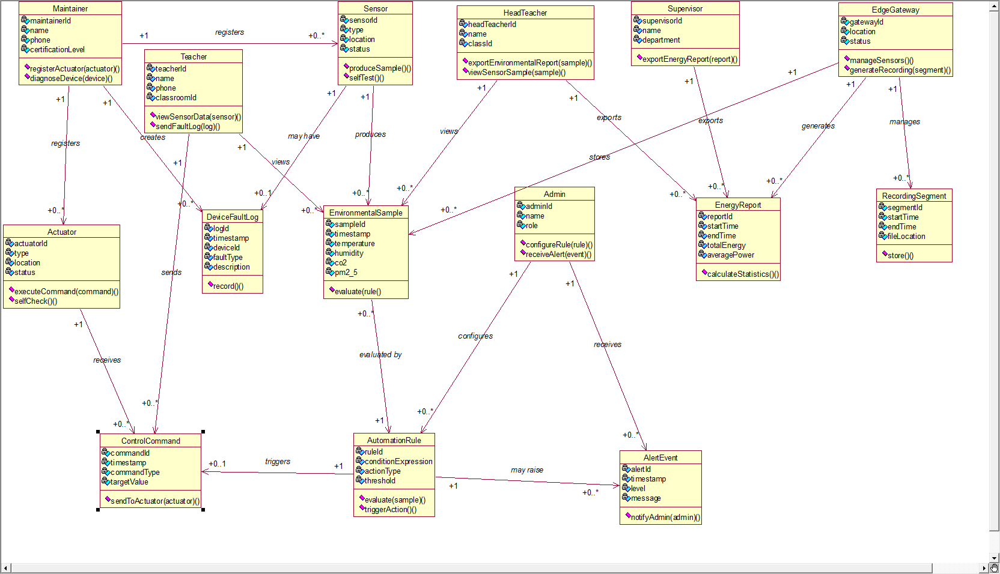 Maintainer
maintainerId
name
phone
certificationLevel
registerActuator(actuator)()
diagnoseDevice(device)()
Sensor
sensorId
type
location
status
produceSample()()
selfTest()()
HeadTeacher
headTeacherId
name
classId
exportEnvironmentalReport(sample)()
viewSensorSample(sample)()
Supervisor
supervisorId
name
department
exportEnergyReport(report)()
EdgeGateway
gatewayId
location
status
manageSensors()()
generateRecording(segment)()
+1
registers
+0..*
Teacher
teacherId
name
phone
classroomId
viewSensorData(sensor)()
sendFaultLog(log)()
+1
+1
+1
+1
+1
+1
+1
+1
+1
+1
registers
creates
+1
+1
may have
produces
views
exports
exports
generates
manages
views
stores
+0..*
+0..*
+0..1
+0..*
+0..*
+0..*
+0..*
+0..*
+0..*
+0..*
+0..*
+0..*
Actuator
actuatorId
type
location
status
executeCommand(command)()
selfCheck()()
DeviceFaultLog
logId
timestamp
deviceId
faultType
description
record()()
EnvironmentalSample
sampleId
timestamp
temperature
humidity
co2
pm2_5
evaluate(rule()
Admin
adminId
name
role
configureRule(rule)()
receiveAlert(event)()
EnergyReport
reportId
startTime
endTime
totalEnergy
averagePower
calculateStatistics()()
RecordingSegment
segmentId
startTime
endTime
fileLocation
store()()
sends
+1
+0..*
+1
+1
receives
evaluated by
configures
receives
+0..*
+0..*
+1
+0..*
+0..*
ControlCommand
commandId
timestamp
commandType
targetValue
sendToActuator(actuator)()
+0..1
triggers
+1
AutomationRule
ruleId
conditionExpression
actionType
threshold
evaluate(sample)()
triggerAction()()
may raise
+1
+0..*
AlertEvent
alertId
timestamp
level
message
notifyAdmin(admin)()